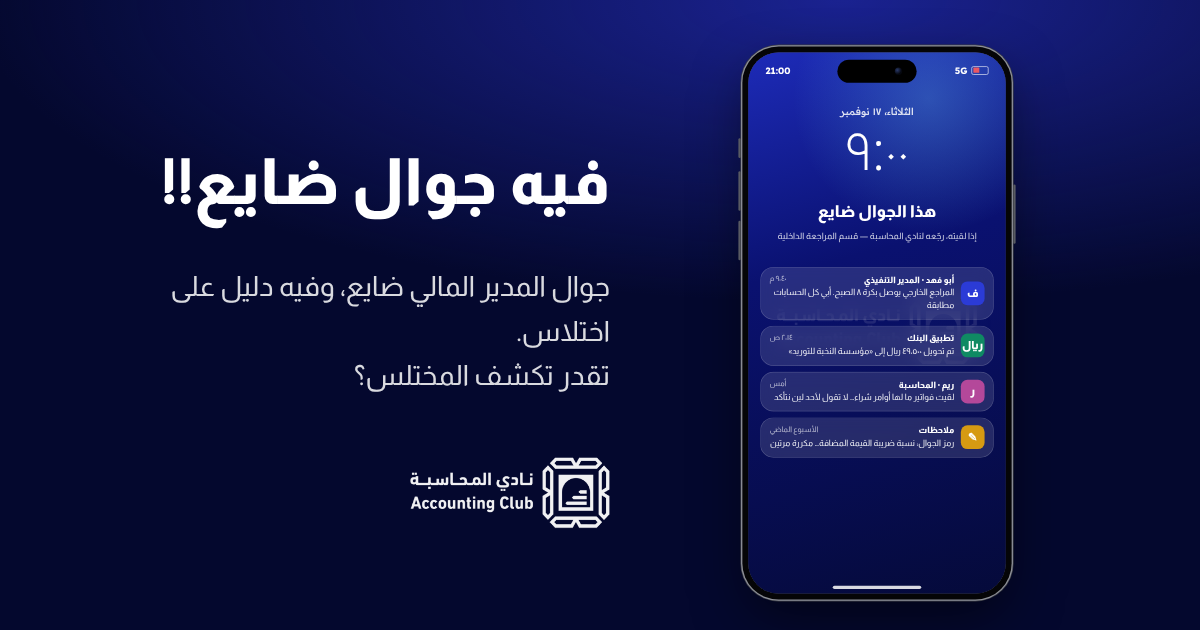 فيه جوال ضايع!!
جوال المدير المالي ضايع، وفيه دليل على
اختلاس.
تقدر تكشف المختلس؟
نـادي المـحـاسبـــة
Accounting Club
21:00
5G
الثلاثاء، ١٧ نوفمبر
٩:٠٠
هذا الجوال ضايع
إذا لقيته، رجّعه لنادي المحاسبة — قسم المراجعة الداخلية
ف
أبو فهد · المدير التنفيذي
٩:٤٠ م
المراجع الخارجي يوصل بكرة ٨ الصبح. أبي كل الحسابات
مطابقة
ريال
تطبيق البنك
٢:١٤ ص
تم تحويل ٤٩٬٥٠٠ ريال إلى «مؤسسة النخبة للتوريد»
ر
ريم · المحاسبة
أمس
لقيت فواتير ما لها أوامر شراء… لا تقول لأحد لين نتأكد
ملاحظات
الأسبوع الماضي
رمز الجوال: نسبة ضريبة القيمة المضافة… مكررة مرتين